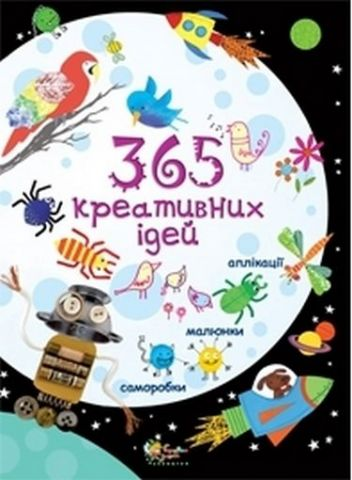 365
креативних
ідей
аплікації
малюнки
саморобки